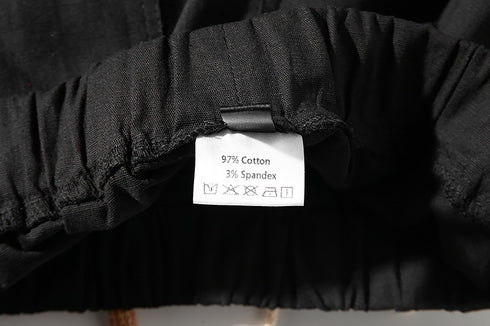 97% Cotton
3% Spandex